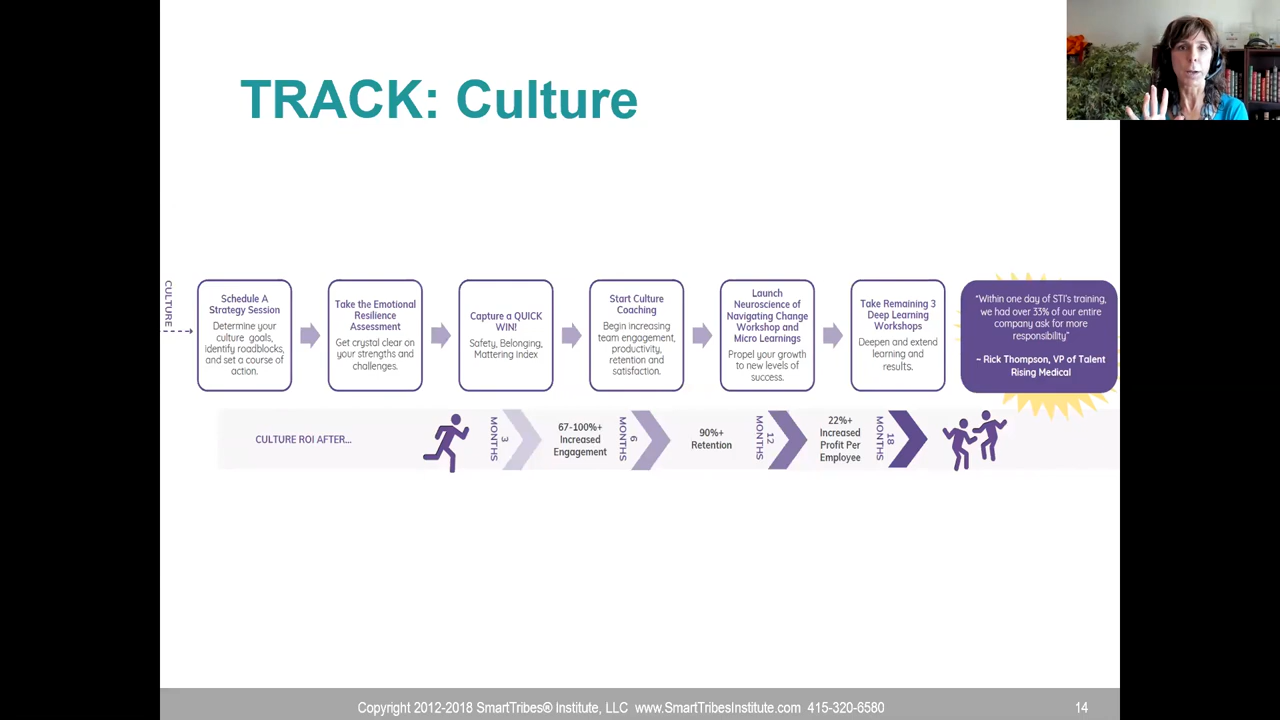 TRACK: Culture
CULTURE
Schedule A
Strategy Session
Determine your
culture goals,
identify roadblocks,
and set a course of
action.
Take the Emotional
Resilience
Assessment
Get crystal clear on
your strengths and
challenges.
Capture a QUICK
WIN!
Safety, Belonging,
Mattering Index
Start Culture
Coaching
Begin increasing
team engagement,
productivity,
retention and
satisfaction.
Launch
Neuroscience of
Navigating Change
Workshop and
Micro Learnings
Propel your growth
to new levels of
success.
Take Remaining 3
Deep Learning
Workshops
Deepen and extend
learning and
results.
"Within one day of STI's training,
we had over 33% of our entire
company ask for more
responsibility"
~ Rick Thompson, VP of Talent
Rising Medical
CULTURE ROI AFTER...
3
MONTHS
67-100%+
Increased
Engagement
6
MONTHS
90%+
Retention
12
MONTHS
22%+
Increased
Profit Per
Employee
18
MONTHS
Copyright 2012-2018 SmartTribes® Institute, LLC www.SmartTribesInstitute.com 415-320-6580
14